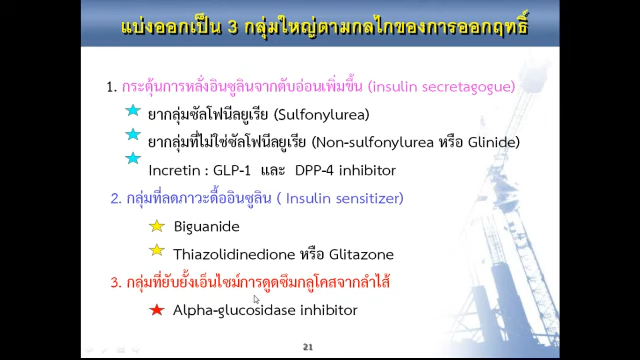 แบ่งออกเป็น 3 กลุ่มใหญ่ตามกลไกของการออกฤทธิ์
1. กระตุ้นการหลั่งอินซูลินจากตับอ่อนเพิ่มขึ้น (insulin secretagogue)
ยากลุ่มซัลโฟนีลยูเรีย (Sulfonylurea)
ยากลุ่มที่ไม่ใช่ซัลโฟนีลยูเรีย (Non-sulfonylurea หรือ Glinide)
Incretin : GLP-1 และ DPP-4 inhibitor
2. กลุ่มที่ลดภาวะดื้ออินซูลิน ( Insulin sensitizer)
Biguanide
Thiazolidinedione หรือ Glitazone
3. กลุ่มที่ยับยั้งเอ็นไซม์การดูดซึมกลูโคสจากลำไส้
Alpha-glucosidase inhibitor
21